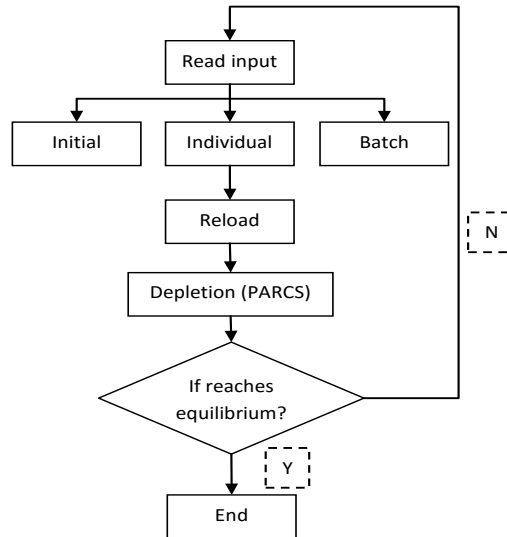 Read input
Initial
Individual
Batch
Reload
N
Depletion (PARCS)
If reaches
equilibrium?
Y
End